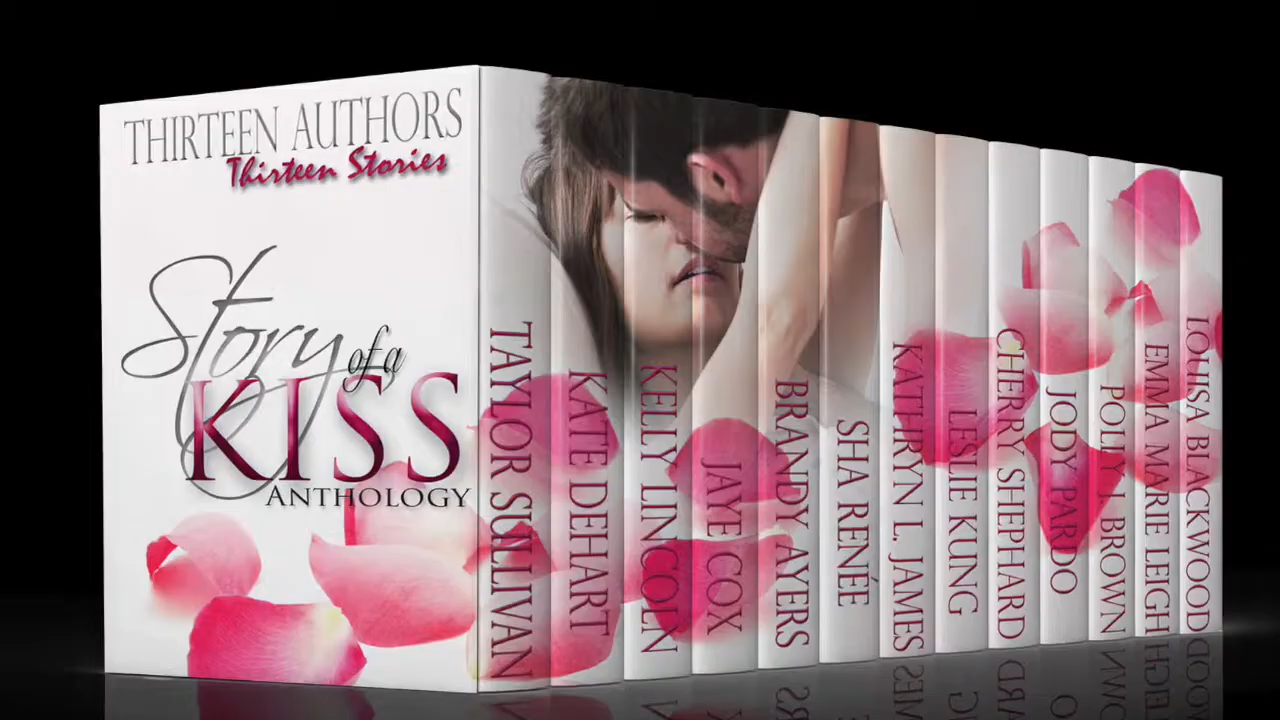 THIRTEEN AUTHORS
Thirteen Stories
Story of a
KISS
ANTHOLOGY
TAYLOR SULLIVAN
KATE DEHART
KELLY LINCOLN
JAYE COX
BRANDY AYERS
SHA RENÉE
KATHRYN L. JAMES
LESLIE KUNG
CHERRY SHEPHARD
JODY PARDO
POLLY J. BROWN
EMMA MARIE LEIGH
LOUISA BLACKWOOD